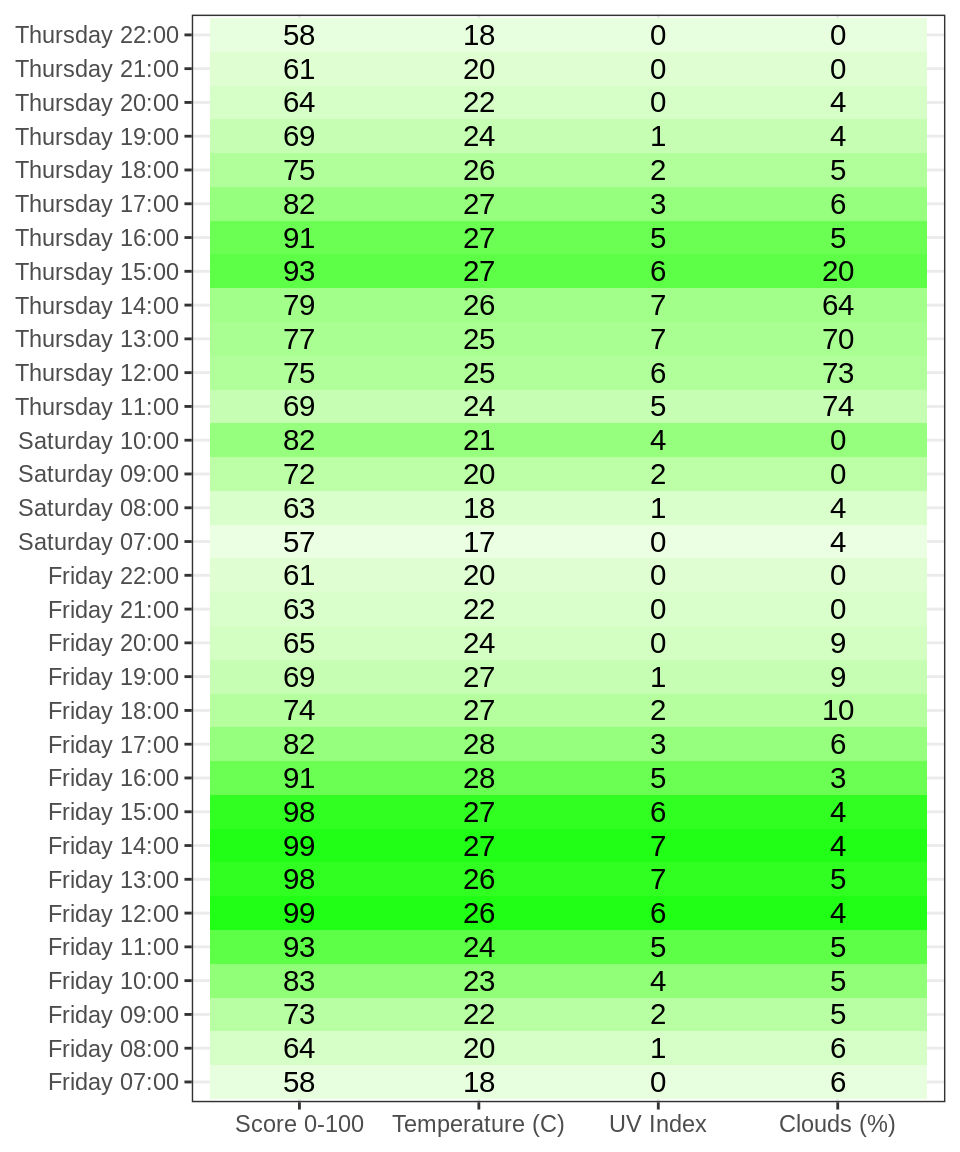 Thursday 22:00 58 18 0 0
Thursday 21:00 61 20 0 0
Thursday 20:00 64 22 0 4
Thursday 19:00 69 24 1 4
Thursday 18:00 75 26 2 5
Thursday 17:00 82 27 3 6
Thursday 16:00 91 27 5 5
Thursday 15:00 93 27 6 20
Thursday 14:00 79 26 7 64
Thursday 13:00 77 25 7 70
Thursday 12:00 75 25 6 73
Thursday 11:00 69 24 5 74
Saturday 10:00 82 21 4 0
Saturday 09:00 72 20 2 0
Saturday 08:00 63 18 1 4
Saturday 07:00 57 17 0 4
Friday 22:00 61 20 0 0
Friday 21:00 63 22 0 0
Friday 20:00 65 24 0 9
Friday 19:00 69 27 1 9
Friday 18:00 74 27 2 10
Friday 17:00 82 28 3 6
Friday 16:00 91 28 5 3
Friday 15:00 98 27 6 4
Friday 14:00 99 27 7 4
Friday 13:00 98 26 7 5
Friday 12:00 99 26 6 4
Friday 11:00 93 24 5 5
Friday 10:00 83 23 4 5
Friday 09:00 73 22 2 5
Friday 08:00 64 20 1 6
Friday 07:00 58 18 0 6
Score 0-100 Temperature (C) UV Index Clouds (%)